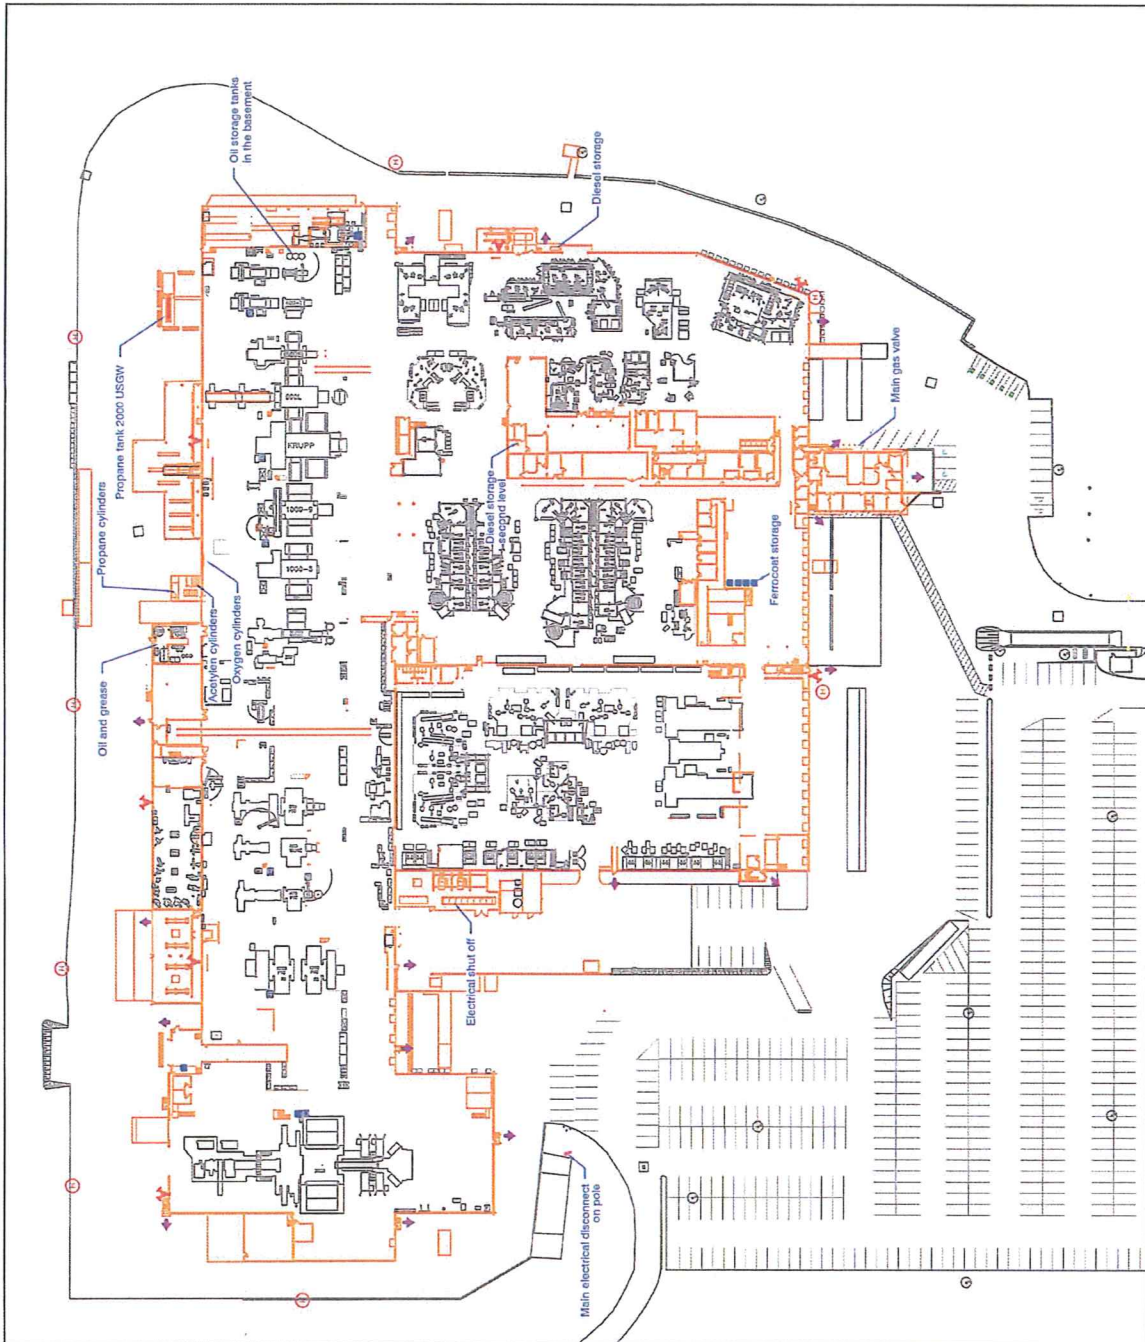 Oil storage tanks
in the basement
Propane tank 2000 USGW
Propane cylinders
Acetylen cylinders
Oxygen cylinders
Oil and grease
Diesel storage
Main gas valve
Diesel storage
second level
Ferrocoat storage
Electrical shut off
Main electrical disconnect
on pole
KRUPP
H
H
H
H
H
H
H
H
H